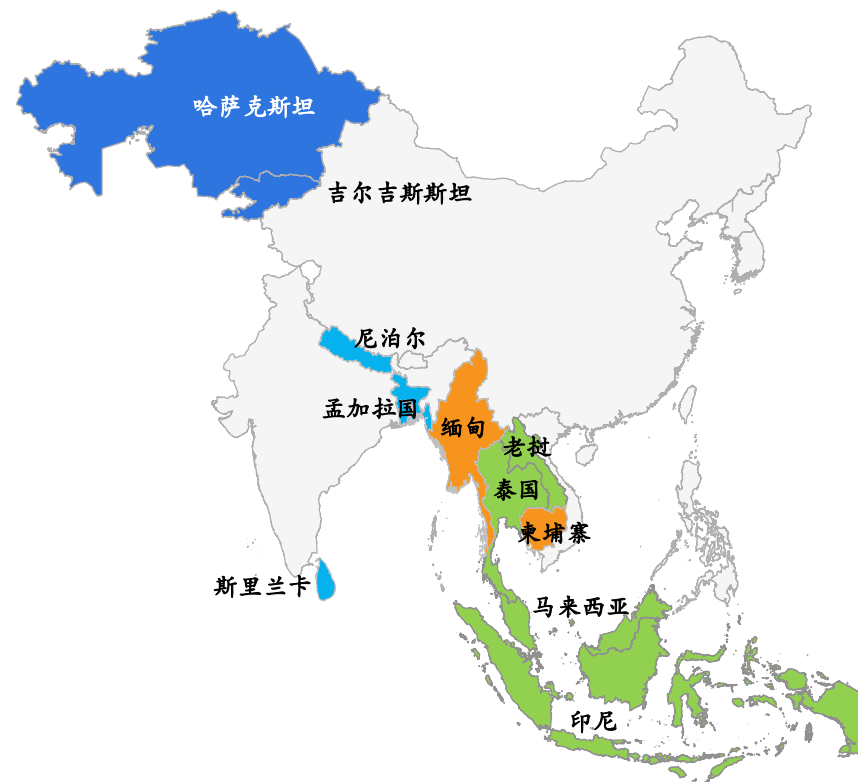 哈萨克斯坦
吉尔吉斯斯坦
尼泊尔
孟加拉国
缅甸
老挝
泰国
柬埔寨
斯里兰卡
马来西亚
印尼